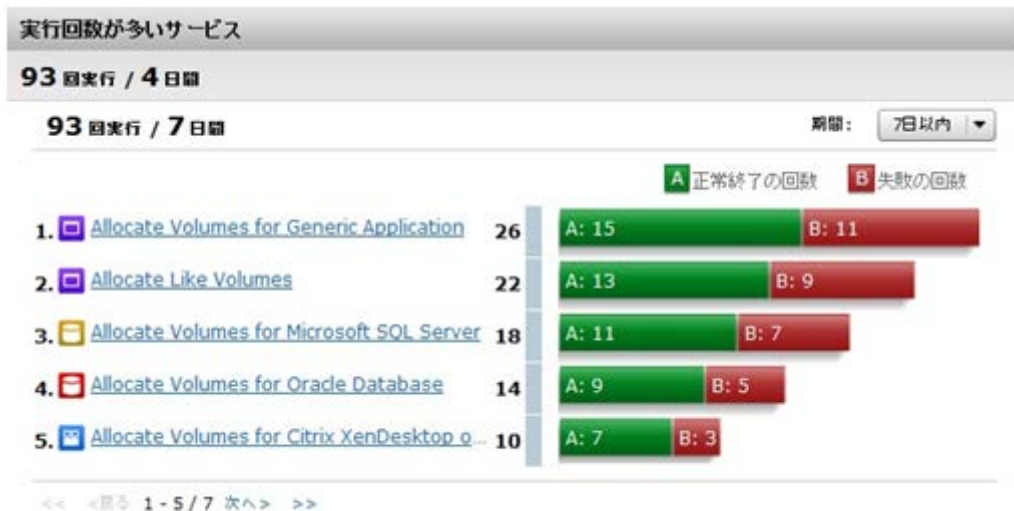 実行回数が多いサービス
93 回実行 / 4 日間
93 回実行 / 7 日間 期間: 7日以内
A 正常終了の回数 B 失敗の回数
1. Allocate Volumes for Generic Application 26 A: 15 B: 11
2. Allocate Like Volumes 22 A: 13 B: 9
3. Allocate Volumes for Microsoft SQL Server 18 A: 11 B: 7
4. Allocate Volumes for Oracle Database 14 A: 9 B: 5
5. Allocate Volumes for Citrix XenDesktop o... 10 A: 7 B: 3
<< <戻る 1 - 5 / 7 次へ> >>